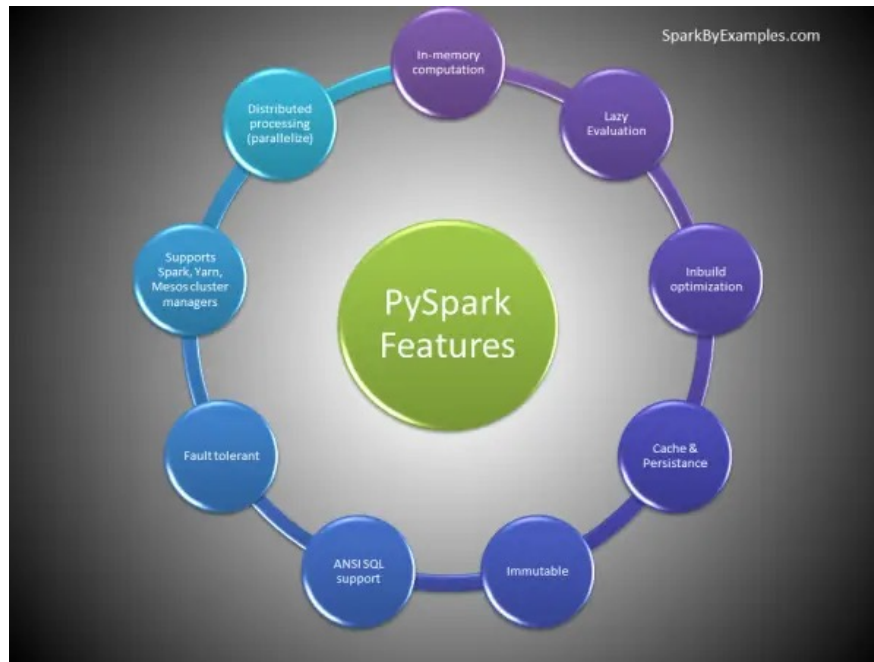 SparkByExamples.com
In-memory
computation
Lazy
Evaluation
Inbuild
optimization
Cache &
Persistance
Immutable
ANSI SQL
support
Fault tolerant
Supports
Spark, Yarn,
Mesos cluster
managers
Distributed
processing
(parallelize)
PySpark
Features